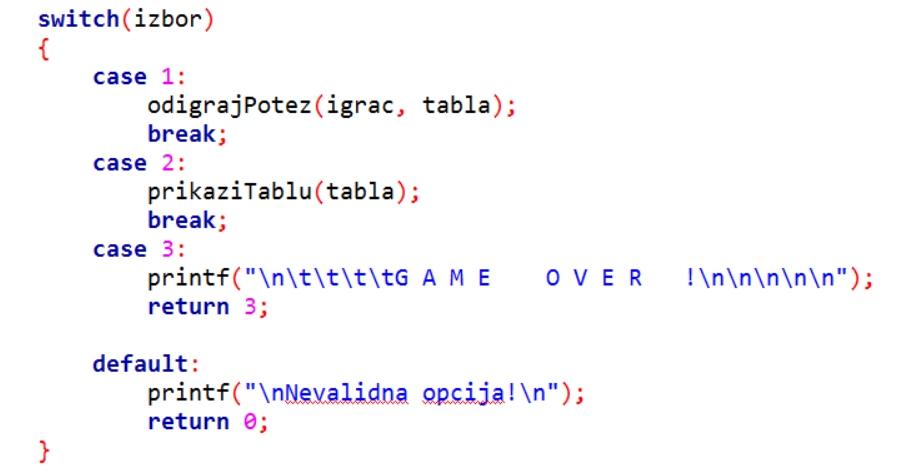 switch(izbor)
{
    case 1:
        odigrajPotez(igrac, tabla);
        break;
    case 2:
        prikaziTablu(tabla);
        break;
    case 3:
        printf("\n\t\t\t\tG A M E    O V E R   !\n\n\n\n\n");
        return 3;

    default:
        printf("\nNevalidna opcija!\n");
        return 0;
}